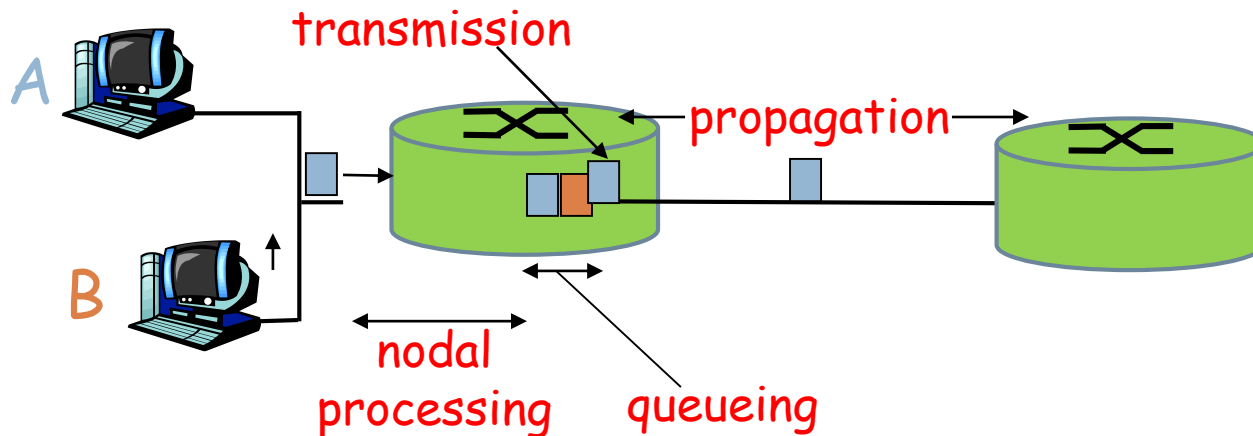 transmission
A
propagation
B
nodal
processing
queueing